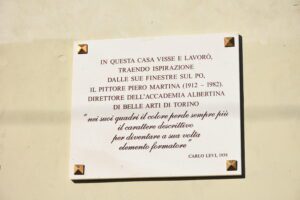 IN QUESTA CASA VISSE E LAVORÒ,
TRAENDO ISPIRAZIONE
DALLE SUE FINESTRE SUL PO,
IL PITTORE PIERO MARTINA (1912 – 1982).
DIRETTORE DELL'ACCADEMIA ALBERTINA
DI BELLE ARTI DI TORINO
"nei suoi quadri il colore perde sempre più
il carattere descrittivo
per diventare a sua volta
elemento formatore"
CARLO LEVI, 1938